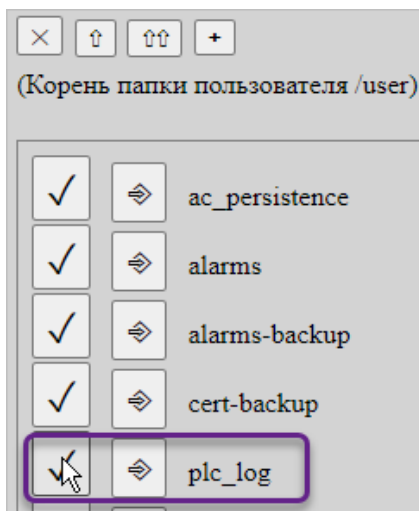 (Корень папки пользователя /user)
ac_persistence
alarms
alarms-backup
cert-backup
plc_log